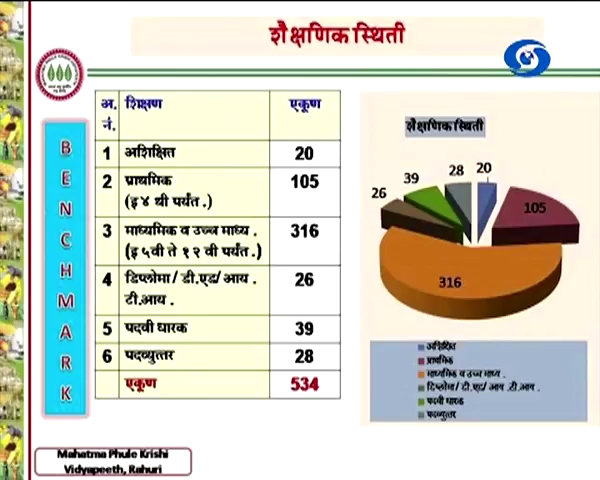 शैक्षणिक स्थिती
BENCHMARK
अ.नं. शिक्षण एकूण
1 अशिक्षित 20
2 प्राथमिक (इ ४ थी पर्यंत .) 105
3 माध्यमिक व उच्च माध्य . (इ ५वी ते १२ वी पर्यंत .) 316
4 डिप्लोमा / डी.एड/ आय . टी.आय . 26
5 पदवी धारक 39
6 पदव्युत्तर 28
एकूण 534
शैक्षणिक स्थिती
20
105
316
26
39
28
अशिक्षित
प्राथमिक
माध्यमिक व उच्च माध्य .
डिप्लोमा/ डी.एड/ आय .टी.आय .
पदवी धारक
पदव्युत्तर
Mahatma Phule Krishi
Vidyapeeth, Rahuri